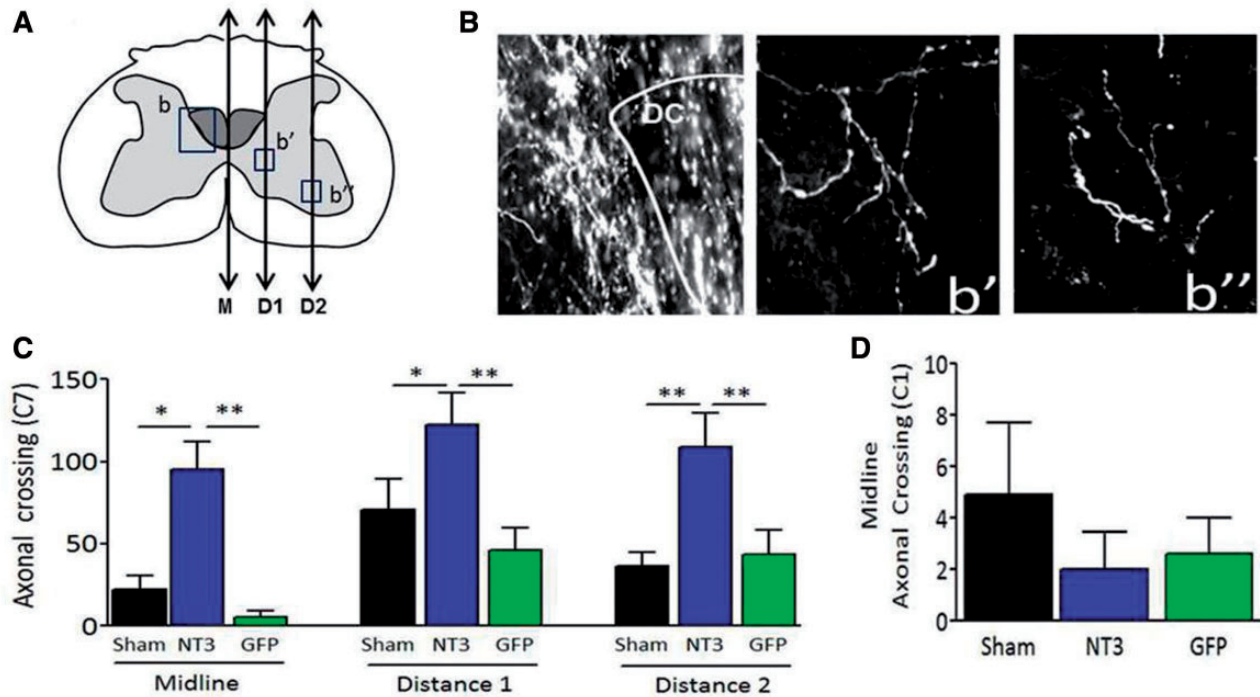 A
b
b'
b''
M D1 D2
B
DC
b'
b''
C
Axonal crossing (C7)
150
100
50
0
* **
* **
** **
Sham NT3 GFP
Midline
Sham NT3 GFP
Distance 1
Sham NT3 GFP
Distance 2
D
Midline
Axonal Crossing (C1)
10
8
6
4
2
0
Sham NT3 GFP